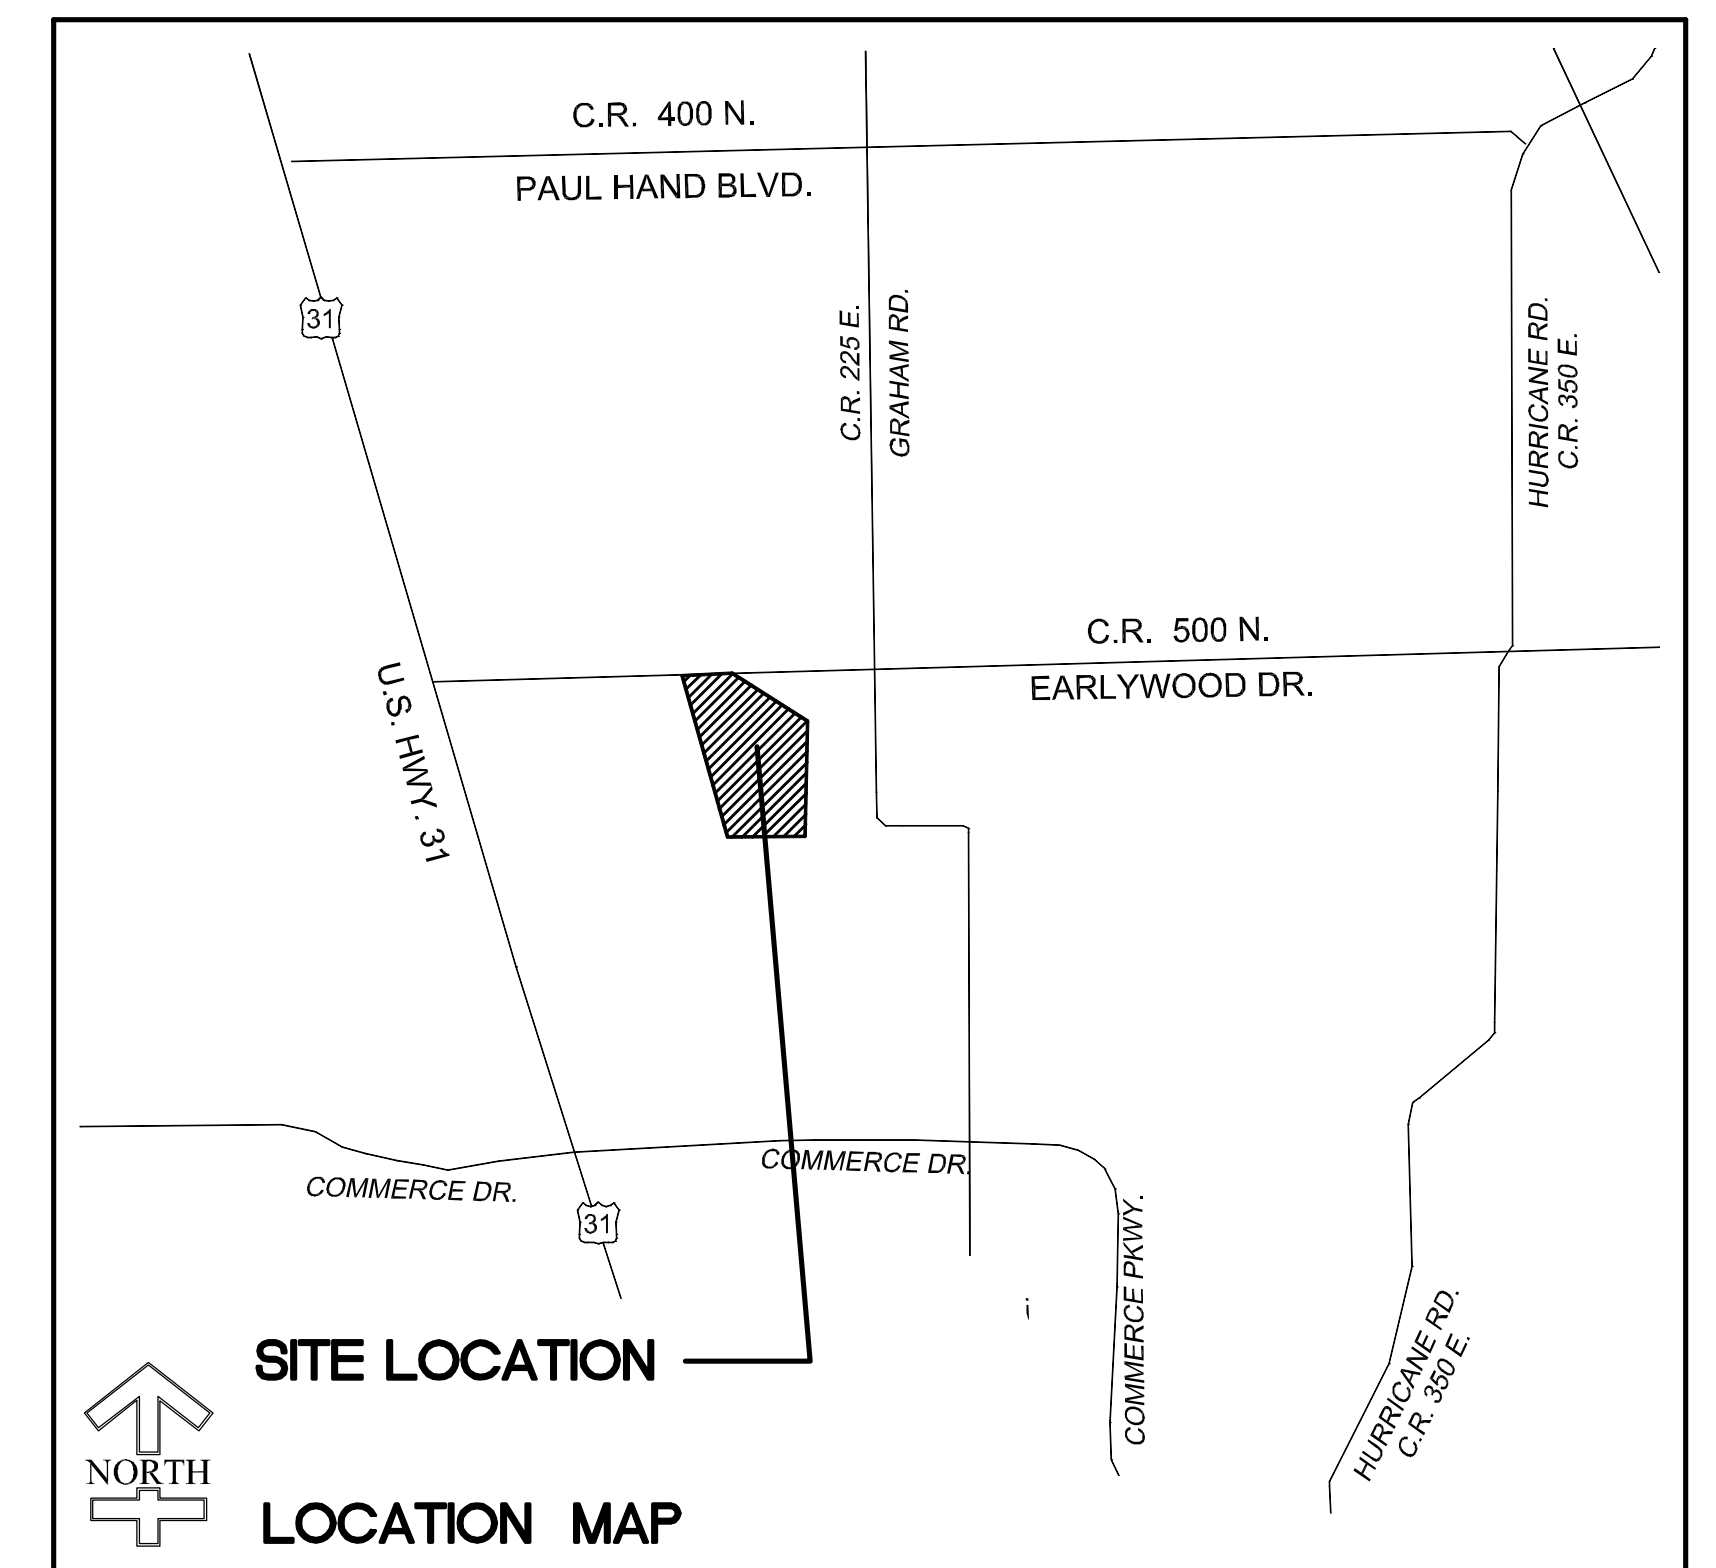 C.R. 400 N.
PAUL HAND BLVD.
31
C.R. 225 E.
GRAHAM RD.
HURRICANE RD.
C.R. 350 E.
C.R. 500 N.
EARLYWOOD DR.
U.S. HWY. 31
COMMERCE DR.
COMMERCE DR.
31
COMMERCE PKWY.
HURRICANE RD.
C.R. 350 E.
SITE LOCATION
NORTH
LOCATION MAP